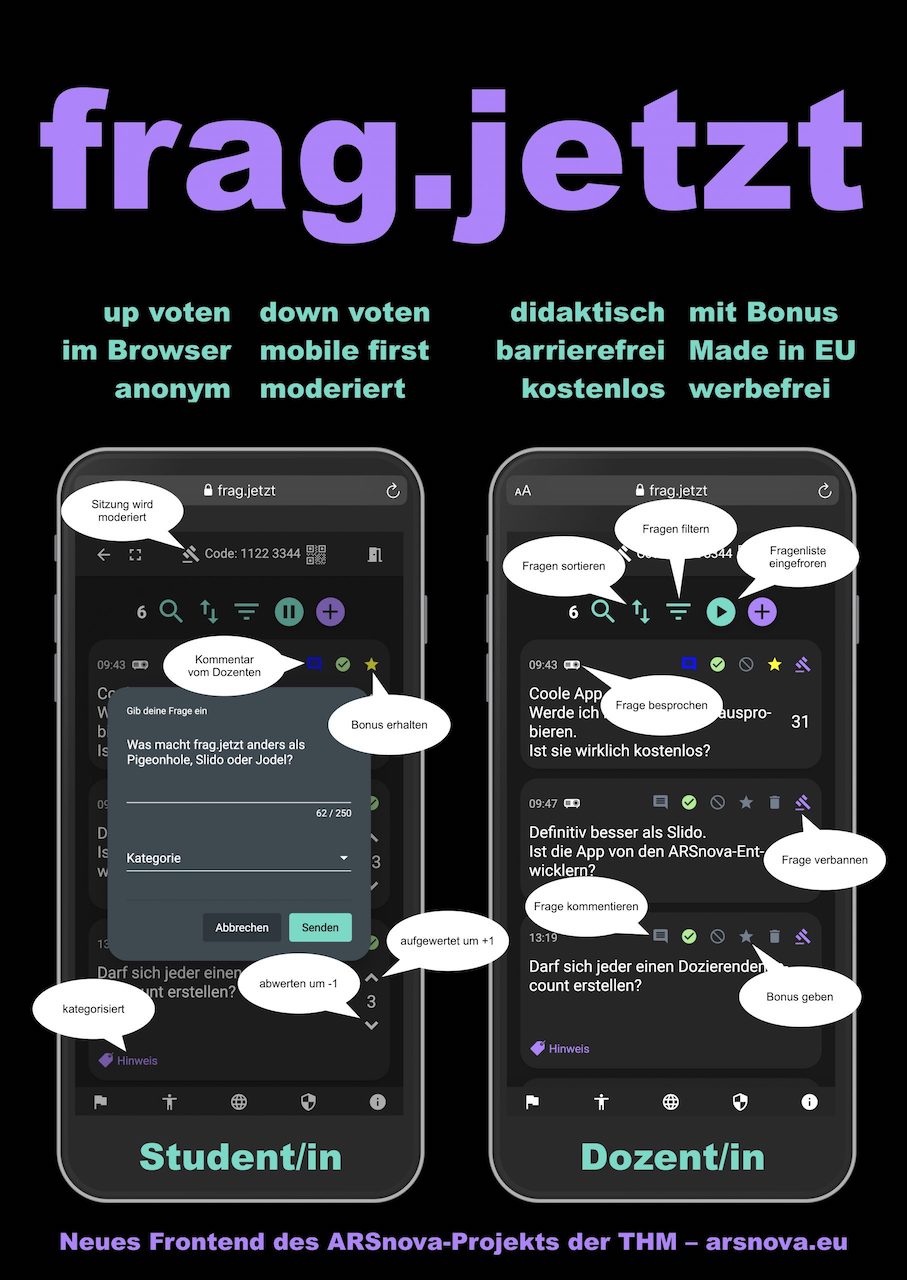 frag.jetzt
up voten down voten
im Browser mobile first
anonym moderiert
didaktisch mit Bonus
barrierefrei Made in EU
kostenlos werbefrei
frag.jetzt
Sitzung wird
moderiert
Code: 1122 3344
6
Kommentar
vom Dozenten
09:43
Bonus erhalten
Gib deine Frage ein
Was macht frag.jetzt anders als
Pigeonhole, Slido oder Jodel?
62 / 250
Kategorie
Abbrechen Senden
3
aufgewertet um +1
Darf sich jeder einen
count erstellen?
abwerten um -1
3
kategorisiert
Hinweis
Student/in
AA frag.jetzt
Fragen filtern
Fragen sortieren
3344
Fragenliste
eingefroren
6
09:43
Coole App
Frage besprochen
Werde ich auspro-
bieren.
Ist sie wirklich kostenlos?
31
09:47
Definitiv besser als Slido.
Ist die App von den ARSnova-Ent-
wicklern?
Frage verbannen
Frage kommentieren
13:19
Darf sich jeder einen Dozierenden
count erstellen?
Bonus geben
Hinweis
Dozent/in
Neues Frontend des ARSnova-Projekts der THM – arsnova.eu